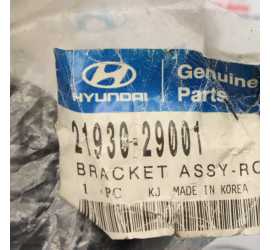 Genuine
Parts
HYUNDAI
21930-29001
BRACKET ASSY-RO
1 PC KJ MADE IN KOREA